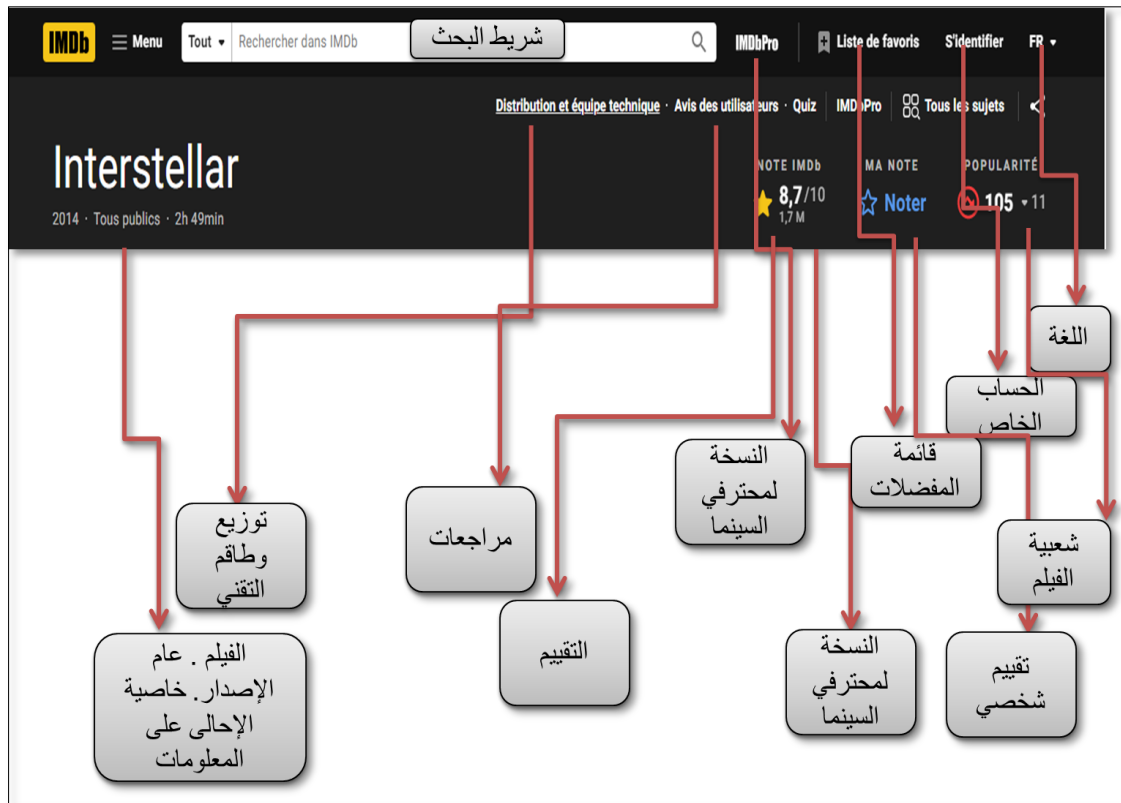 IMDb Menu Tout Rechercher dans IMDb شريط البحث IMDbPro Liste de favoris S'identifier FR
Distribution et équipe technique · Avis des utilisateurs · Quiz IMDbPro Tous les sujets
Interstellar
2014 · Tous publics · 2h 49min
NOTE IMDb MA NOTE POPULARITÉ
8,7/10 Noter 105 11
1,7 M
اللغة
الحساب
الخاص
قائمة
المفضلات
النسخة
لمحترفي
السينما
مراجعات
توزيع
وطاقم
التقني
شعبية
الفيلم
التقييم
النسخة
لمحترفي
السينما
تقييم
شخصي
الفيلم . عام
الإصدار. خاصية
الإحالى على
المعلومات